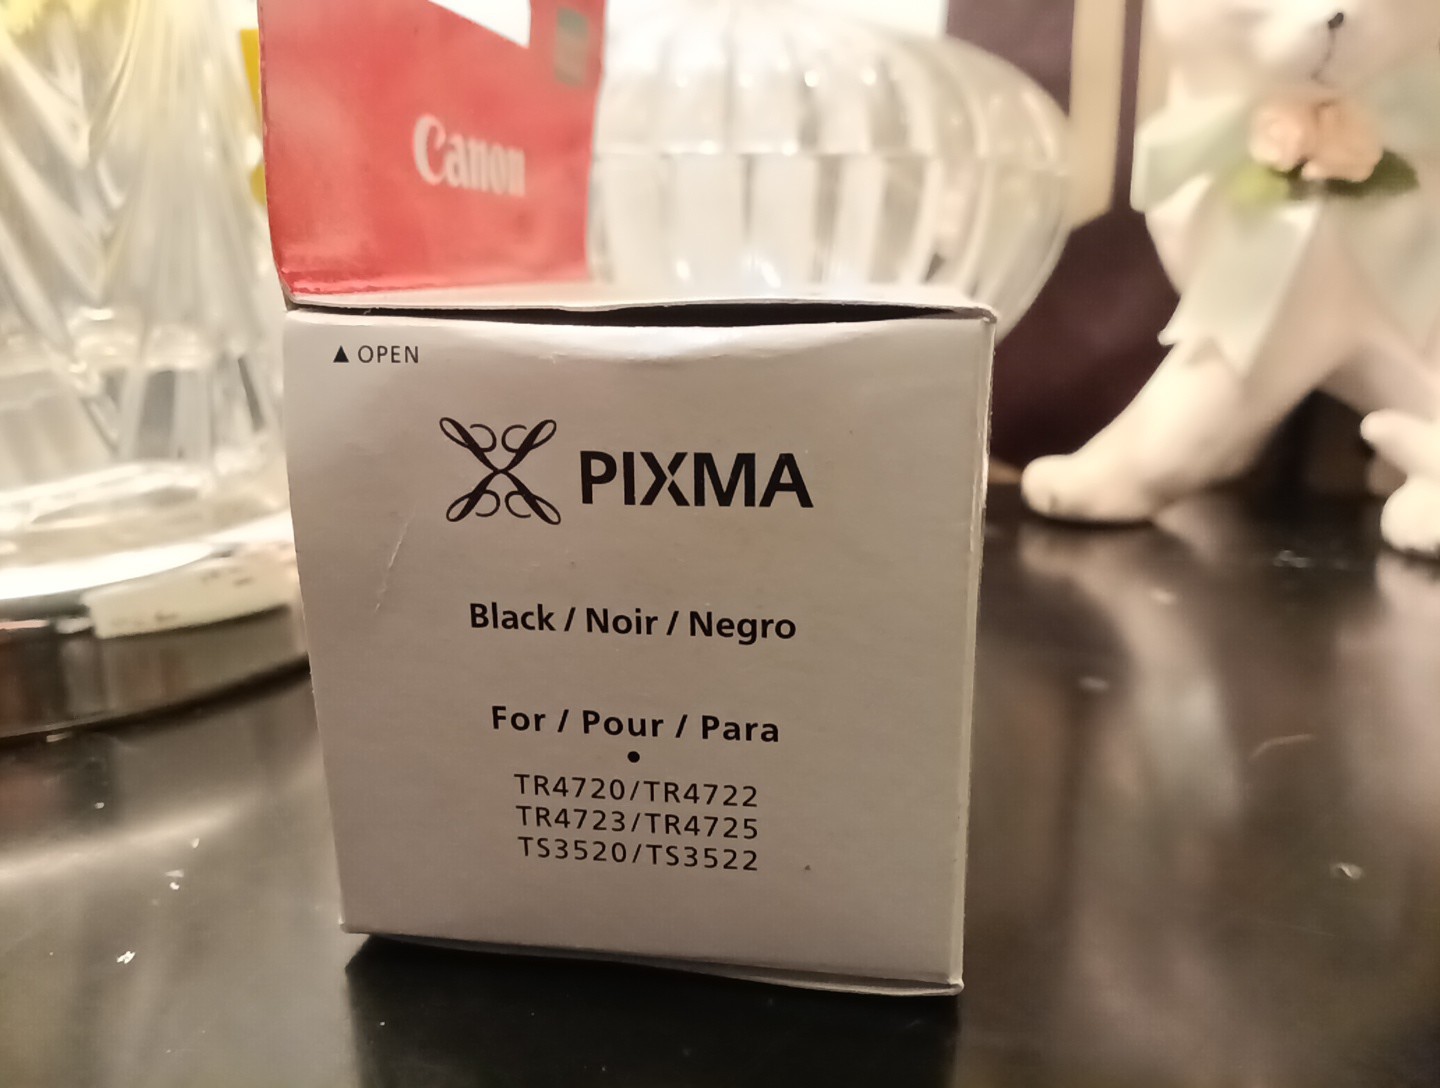 Canon
▲ OPEN
PIXMA
Black / Noir / Negro
For / Pour / Para
•
TR4720/TR4722
TR4723/TR4725
TS3520/TS3522